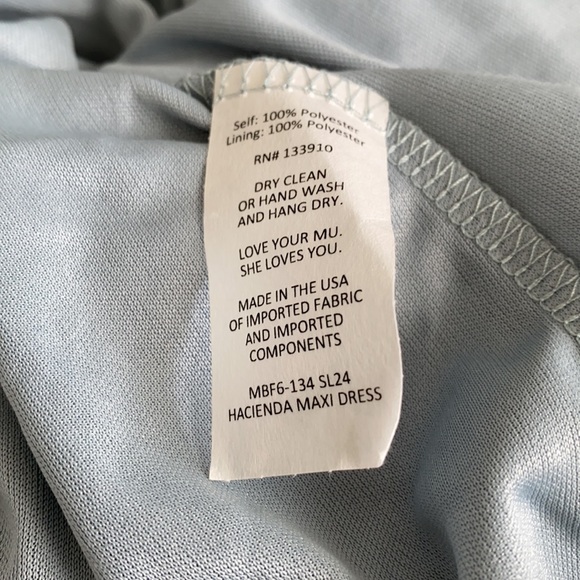 Self: 100% Polyester
Lining: 100% Polyester
RN# 133910
DRY CLEAN
OR HAND WASH
AND HANG DRY.
LOVE YOUR MU.
SHE LOVES YOU.
MADE IN THE USA
OF IMPORTED FABRIC
AND IMPORTED
COMPONENTS
MBF6-134 SL24
HACIENDA MAXI DRESS